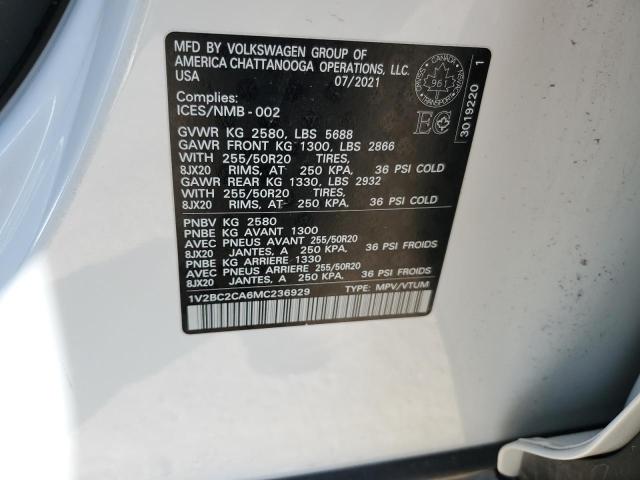 MFD BY VOLKSWAGEN GROUP OF
AMERICA CHATTANOOGA OPERATIONS, LLC.
USA 07/2021
Complies:
ICES/NMB - 002
GVWR KG 2580, LBS 5688
GAWR FRONT KG 1300, LBS 2866
WITH 255/50R20 TIRES,
8JX20 RIMS, AT 250 KPA, 36 PSI COLD
GAWR REAR KG 1330, LBS 2932
WITH 255/50R20 TIRES,
8JX20 RIMS, AT 250 KPA, 36 PSI COLD
PNBV KG 2580
PNBE KG AVANT 1300
AVEC PNEUS AVANT 255/50R20
8JX20 JANTES, A 250 KPA, 36 PSI FROIDS
PNBE KG ARRIERE 1330
AVEC PNEUS ARRIERE 255/50R20
8JX20 JANTES, A 250 KPA, 36 PSI FROIDS
1V2BC2CA6MC236929 TYPE: MPV/VTUM
CANADA
96
TRANSPORT
EC
3019220 1